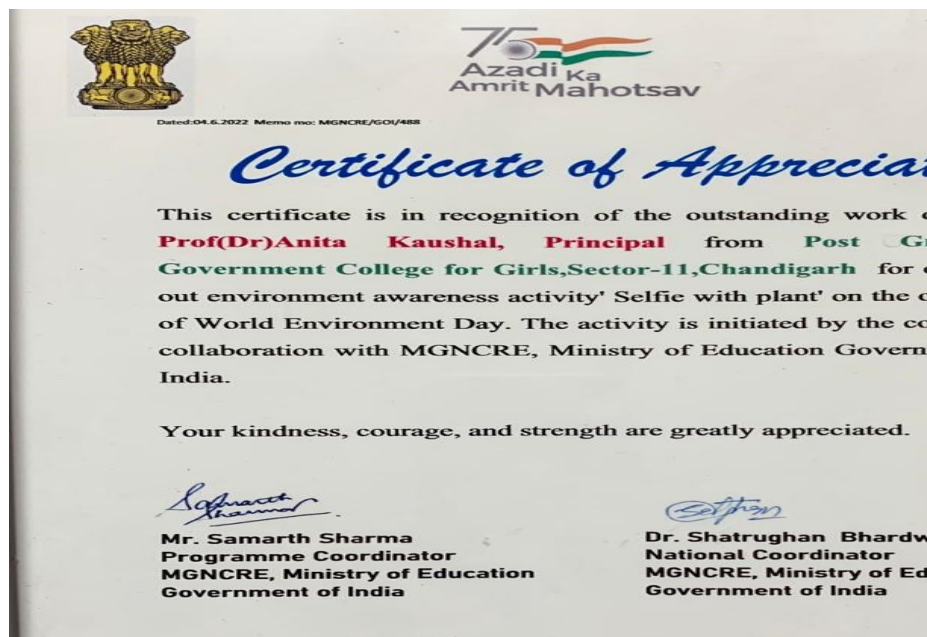 75
Azadi Ka
Amrit Mahotsav
Dated:04.6.2022 Memo mo: MGNCRE/GOI/488
Certificate of Appreciat
This certificate is in recognition of the outstanding work
Prof(Dr)Anita Kaushal, Principal from Post G
Government College for Girls,Sector-11,Chandigarh for
out environment awareness activity' Selfie with plant' on the
of World Environment Day. The activity is initiated by the co
collaboration with MGNCRE, Ministry of Education Govern
India.
Your kindness, courage, and strength are greatly appreciated.
Samarth
Sharma
Mr. Samarth Sharma
Programme Coordinator
MGNCRE, Ministry of Education
Government of India
Dr. Shatrughan Bhardw
National Coordinator
MGNCRE, Ministry of Ed
Government of India